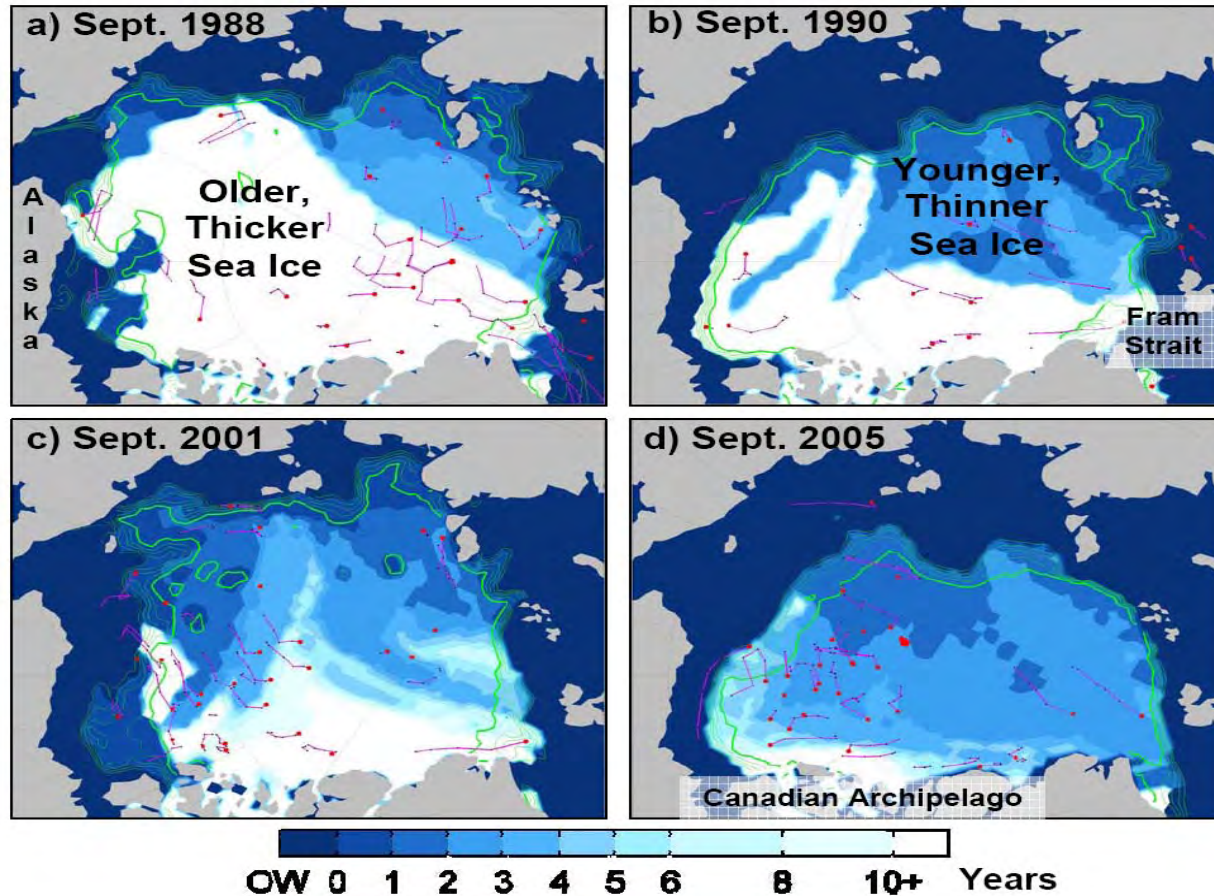 a) Sept. 1988
Alaska
Older,
Thicker
Sea Ice
b) Sept. 1990
Younger,
Thinner
Sea Ice
Fram
Strait
c) Sept. 2001
d) Sept. 2005
Canadian Archipelago
OW 0 1 2 3 4 5 6 8 10+ Years